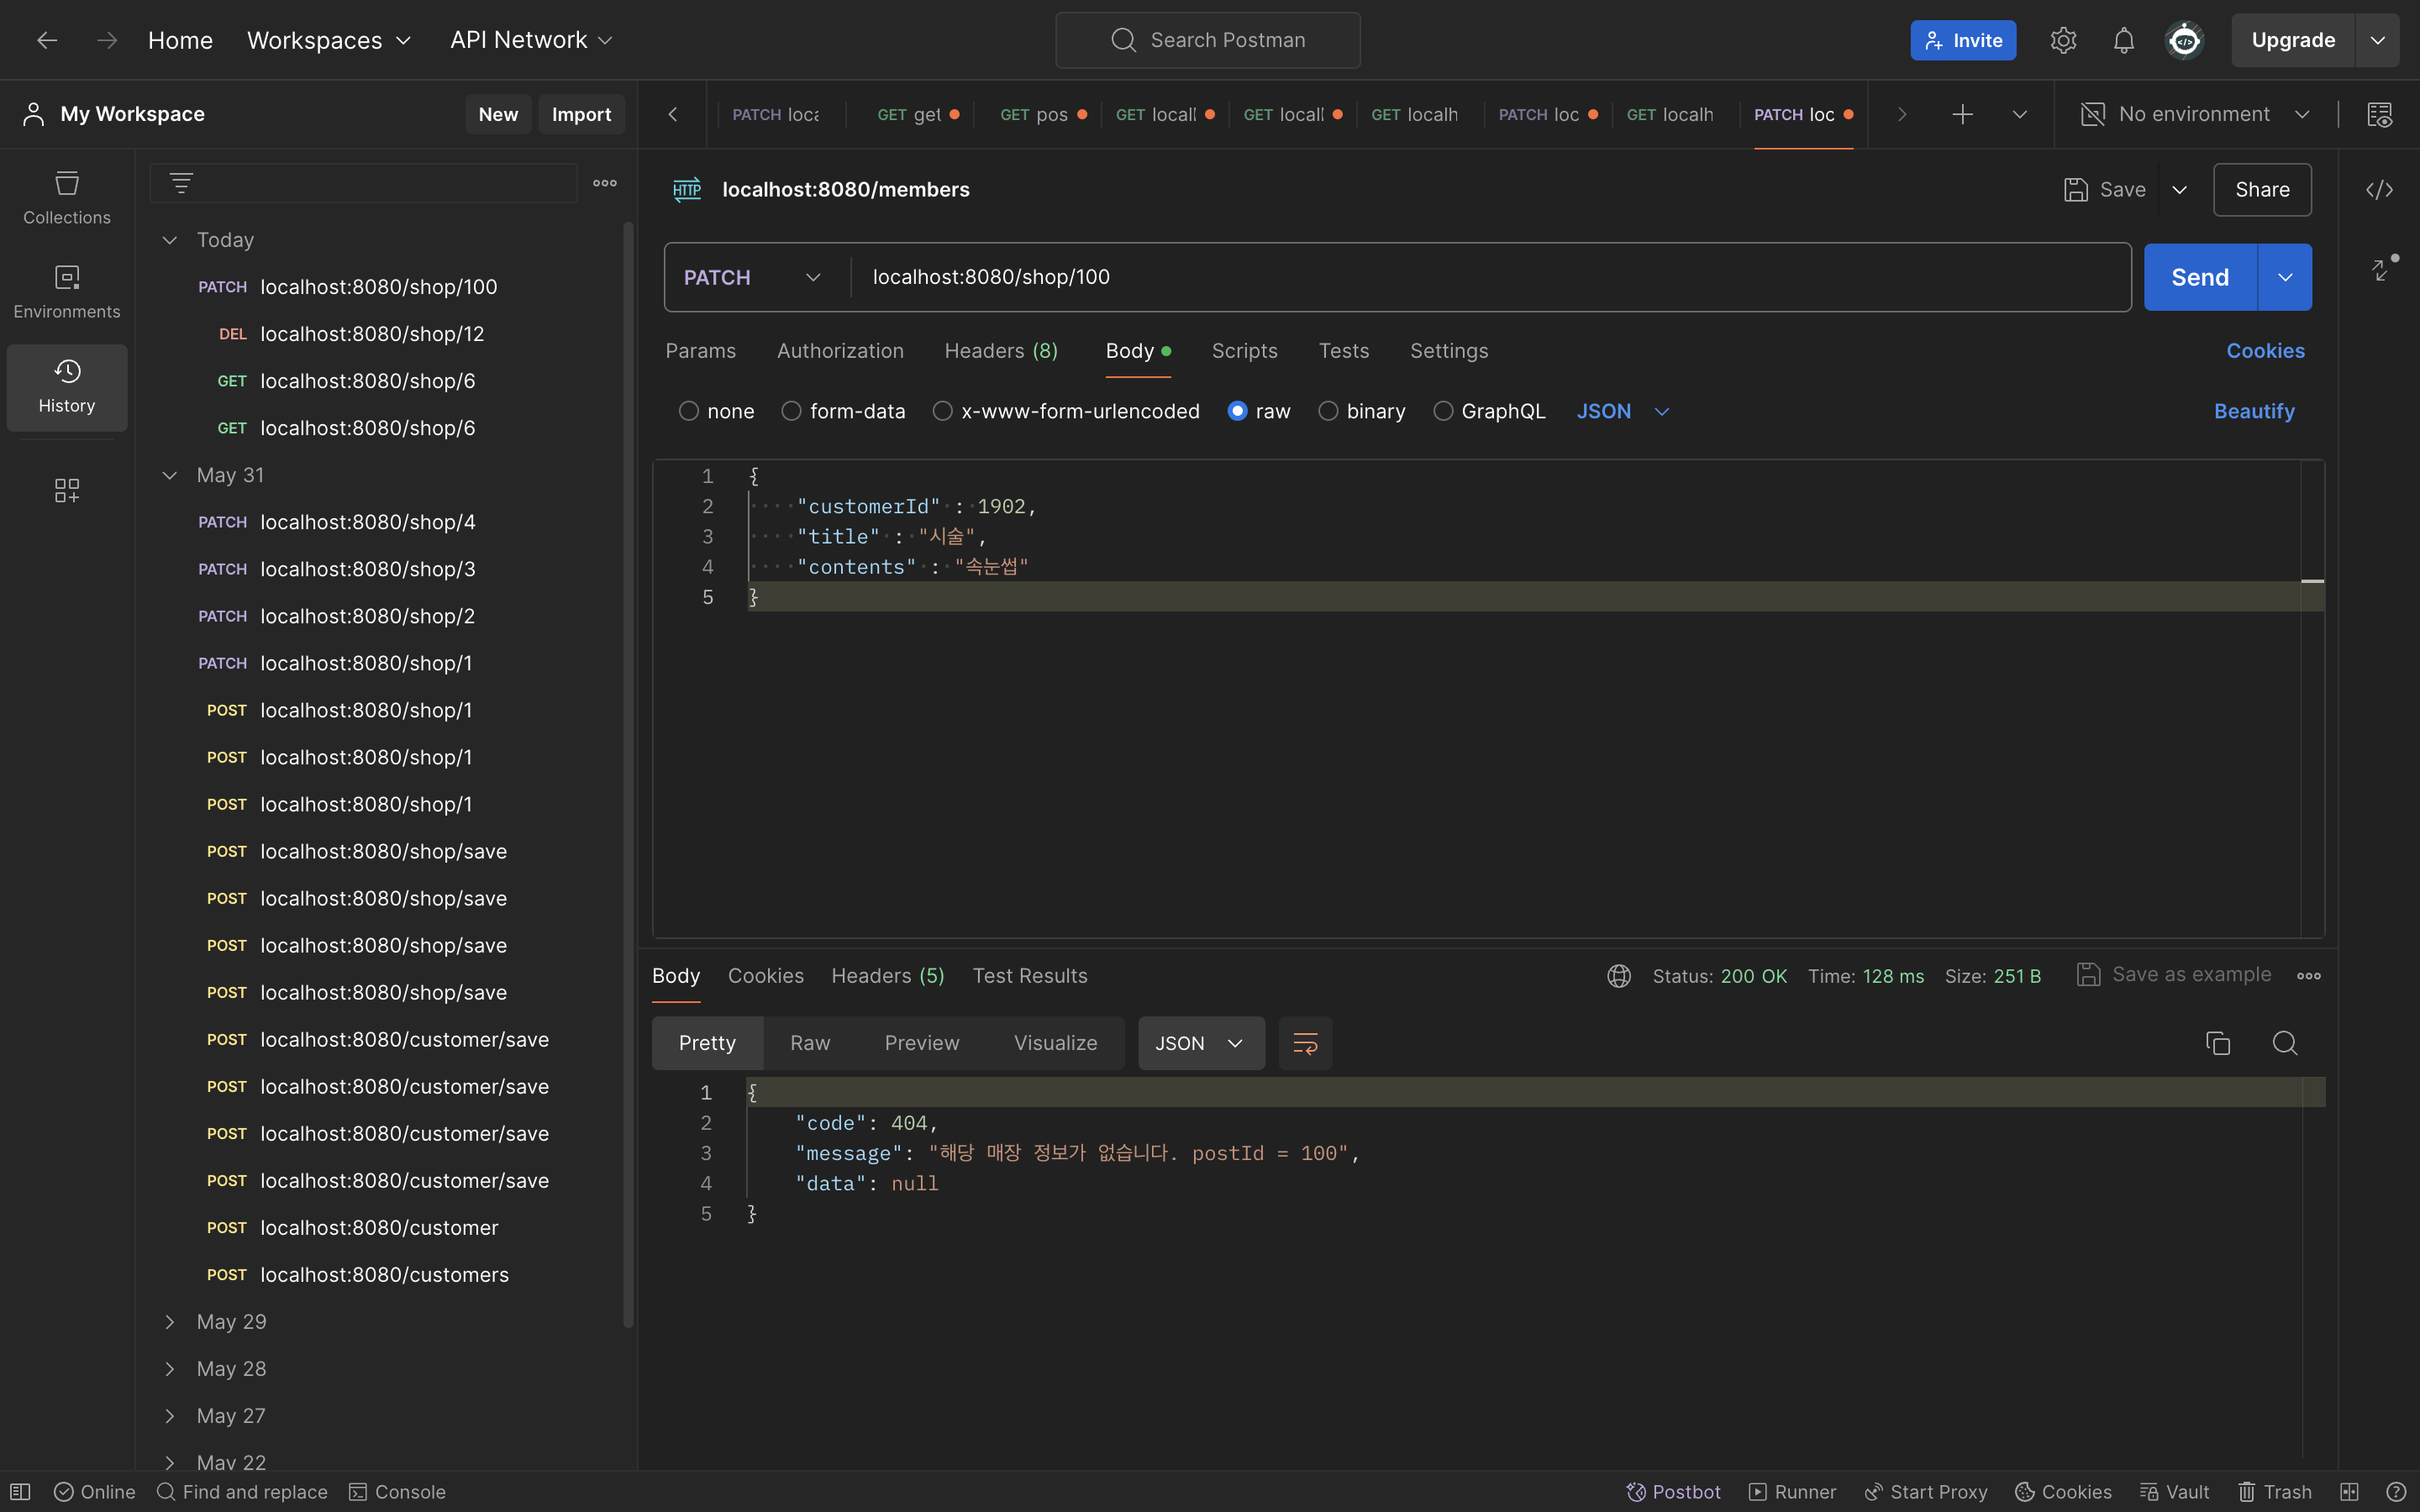 Home Workspaces API Network Search Postman Invite Upgrade
My Workspace New Import
PATCH loca GET get GET pos GET locall GET locall GET localh PATCH loc GET localh PATCH loc No environment
Collections
Environments
History
Today
PATCH localhost:8080/shop/100
DEL localhost:8080/shop/12
GET localhost:8080/shop/6
GET localhost:8080/shop/6
May 31
PATCH localhost:8080/shop/4
PATCH localhost:8080/shop/3
PATCH localhost:8080/shop/2
PATCH localhost:8080/shop/1
POST localhost:8080/shop/1
POST localhost:8080/shop/1
POST localhost:8080/shop/1
POST localhost:8080/shop/save
POST localhost:8080/shop/save
POST localhost:8080/shop/save
POST localhost:8080/shop/save
POST localhost:8080/customer/save
POST localhost:8080/customer/save
POST localhost:8080/customer/save
POST localhost:8080/customer/save
POST localhost:8080/customer
POST localhost:8080/customers
May 29
May 28
May 27
May 22
HTTP localhost:8080/members Save Share
PATCH localhost:8080/shop/100 Send
Params Authorization Headers (8) Body Scripts Tests Settings Cookies
none form-data x-www-form-urlencoded raw binary GraphQL JSON Beautify
1 {
2 "customerId" : 1902,
3 "title" : "시술",
4 "contents" : "속눈썹"
5 }
Body Cookies Headers (5) Test Results Status: 200 OK Time: 128 ms Size: 251 B Save as example
Pretty Raw Preview Visualize JSON
1 {
2 "code": 404,
3 "message": "해당 매장 정보가 없습니다. postId = 100",
4 "data": null
5 }
Online Find and replace Console Postbot Runner Start Proxy Cookies Vault Trash